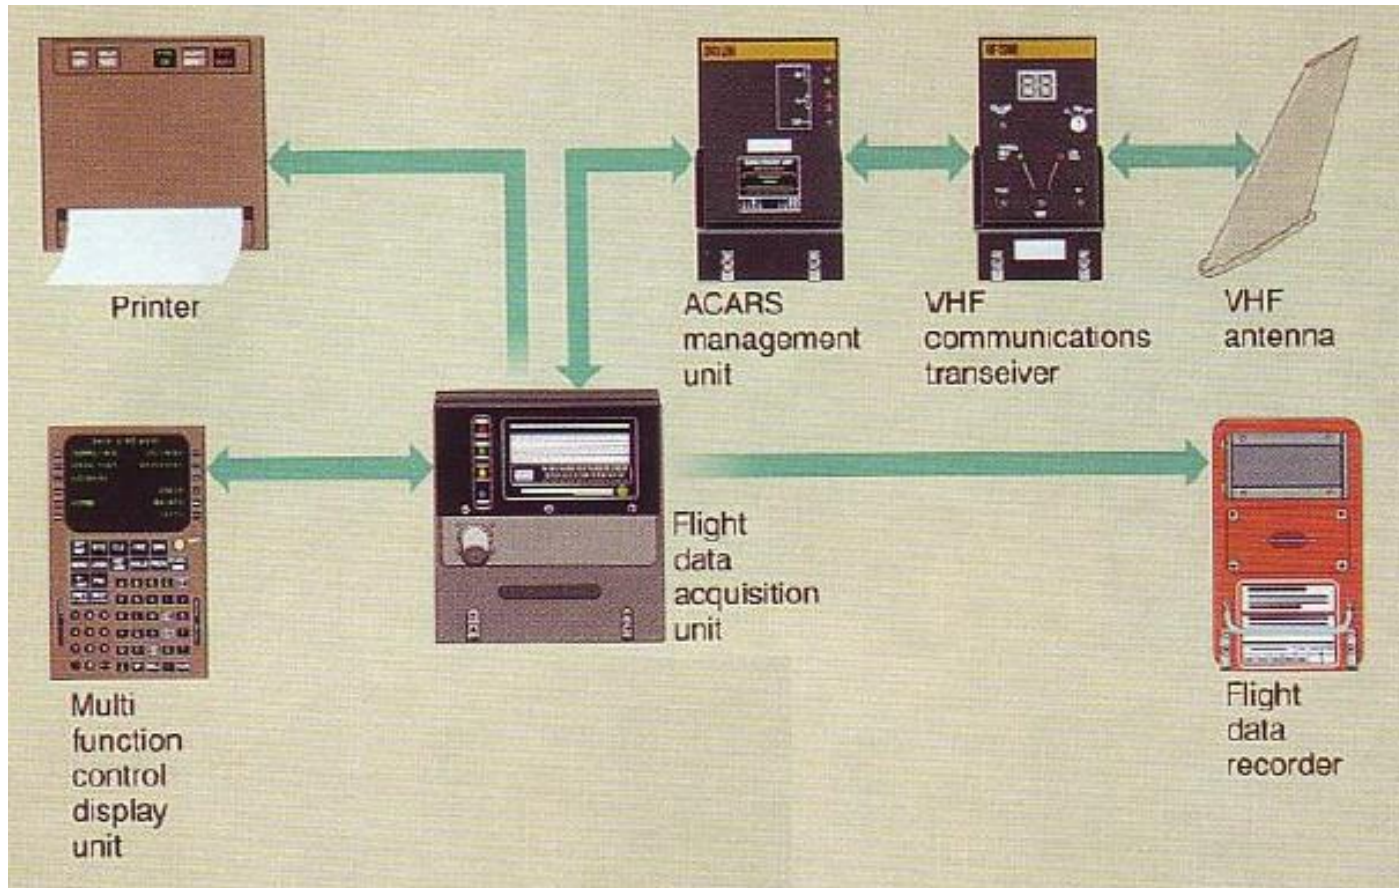 Printer
ACARS
management
unit
VHF
communications
transeiver
VHF
antenna
Flight
data
acquisition
unit
Multi
function
control
display
unit
Flight
data
recorder